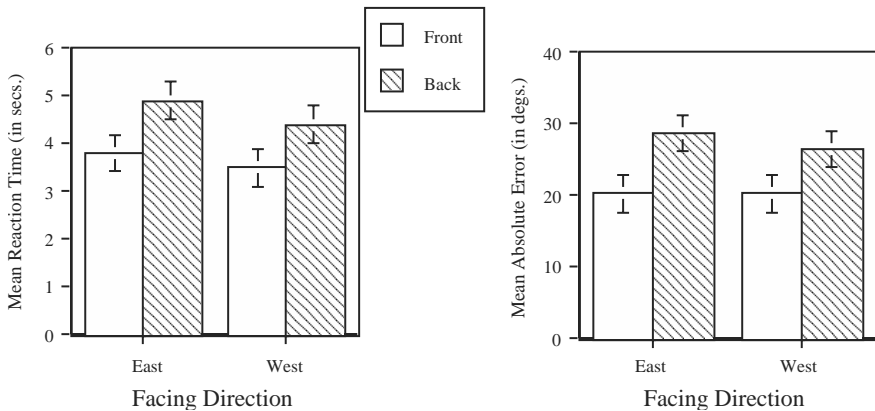 Mean Reaction Time (in secs.)
6
5
4
3
2
1
0
East
West
Facing Direction
Front
Back
Mean Absolute Error (in degs.)
40
30
20
10
0
East
West
Facing Direction